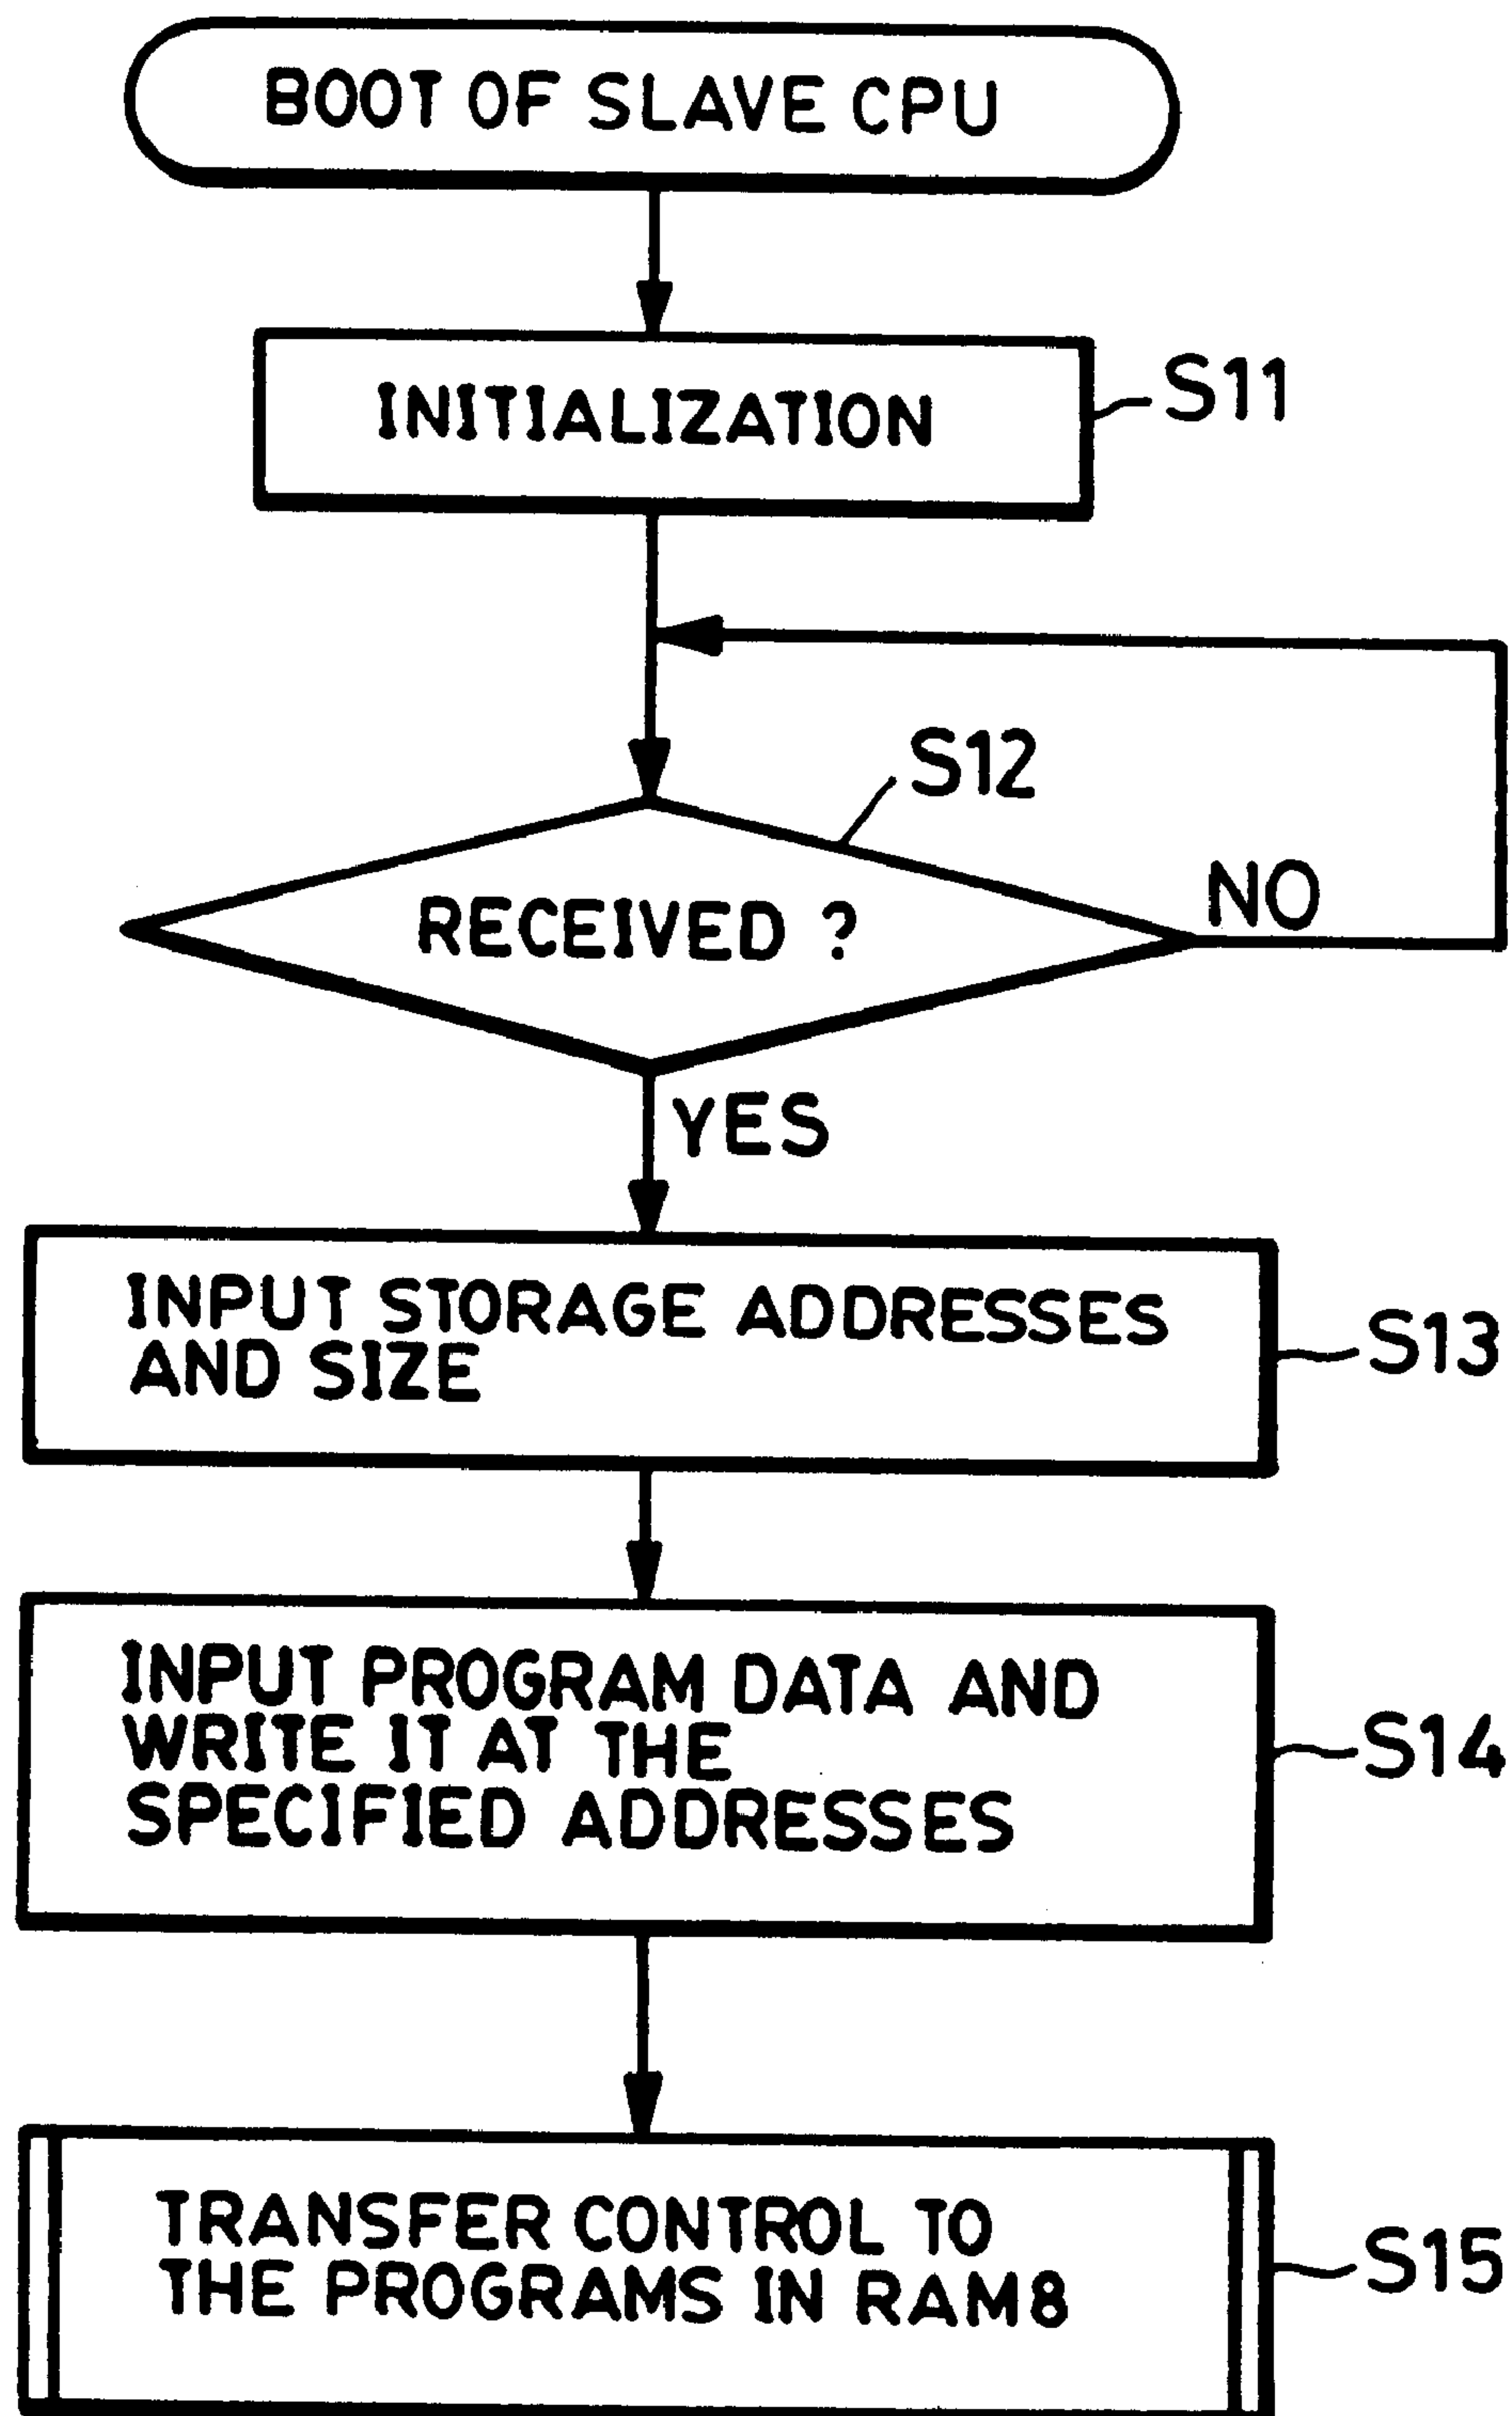 BOOT OF SLAVE CPU
INITIALIZATION
S11
S12
RECEIVED ?
NO
YES
INPUT STORAGE ADDRESSES
AND SIZE
S13
INPUT PROGRAM DATA AND
WRITE IT AT THE
SPECIFIED ADDRESSES
S14
TRANSFER CONTROL TO
THE PROGRAMS IN RAM8
S15